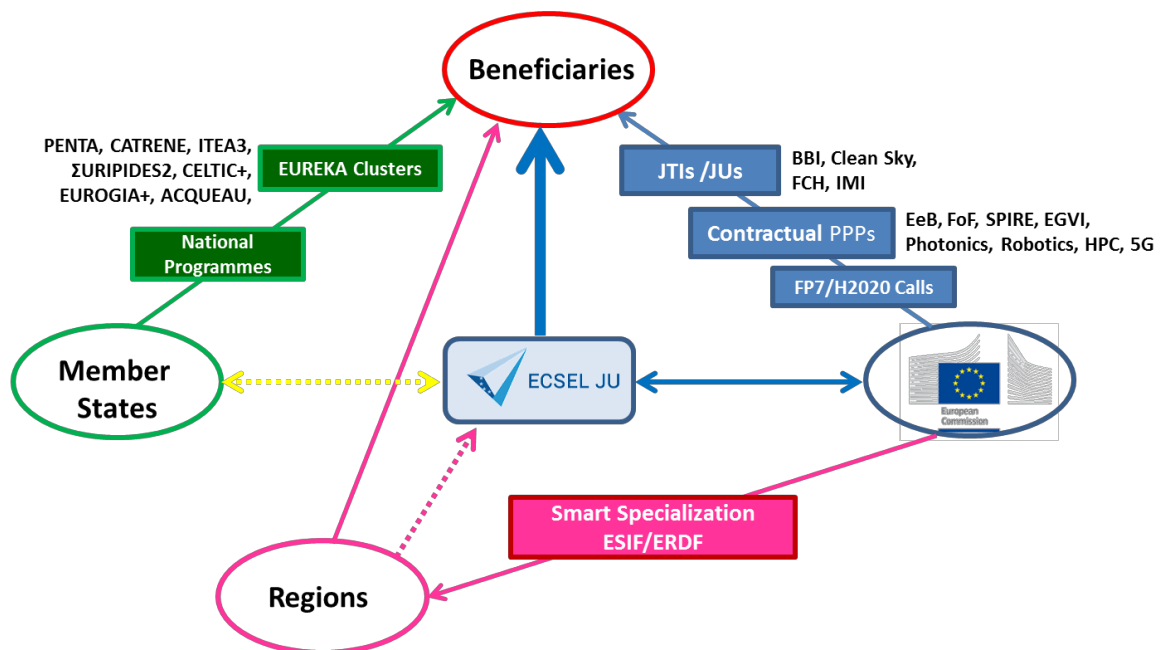 Beneficiaries
PENTA, CATRENE, ITEA3,
ΣURIPIDES2, CELTIC+,
EUROGIA+, ACQUEAU,
EUREKA Clusters
National
Programmes
JTIs /JUs
BBI, Clean Sky,
FCH, IMI
Contractual PPPs
EeB, FoF, SPIRE, EGVI,
Photonics, Robotics, HPC, 5G
FP7/H2020 Calls
Member
States
ECSEL JU
European
Commission
Smart Specialization
ESIF/ERDF
Regions